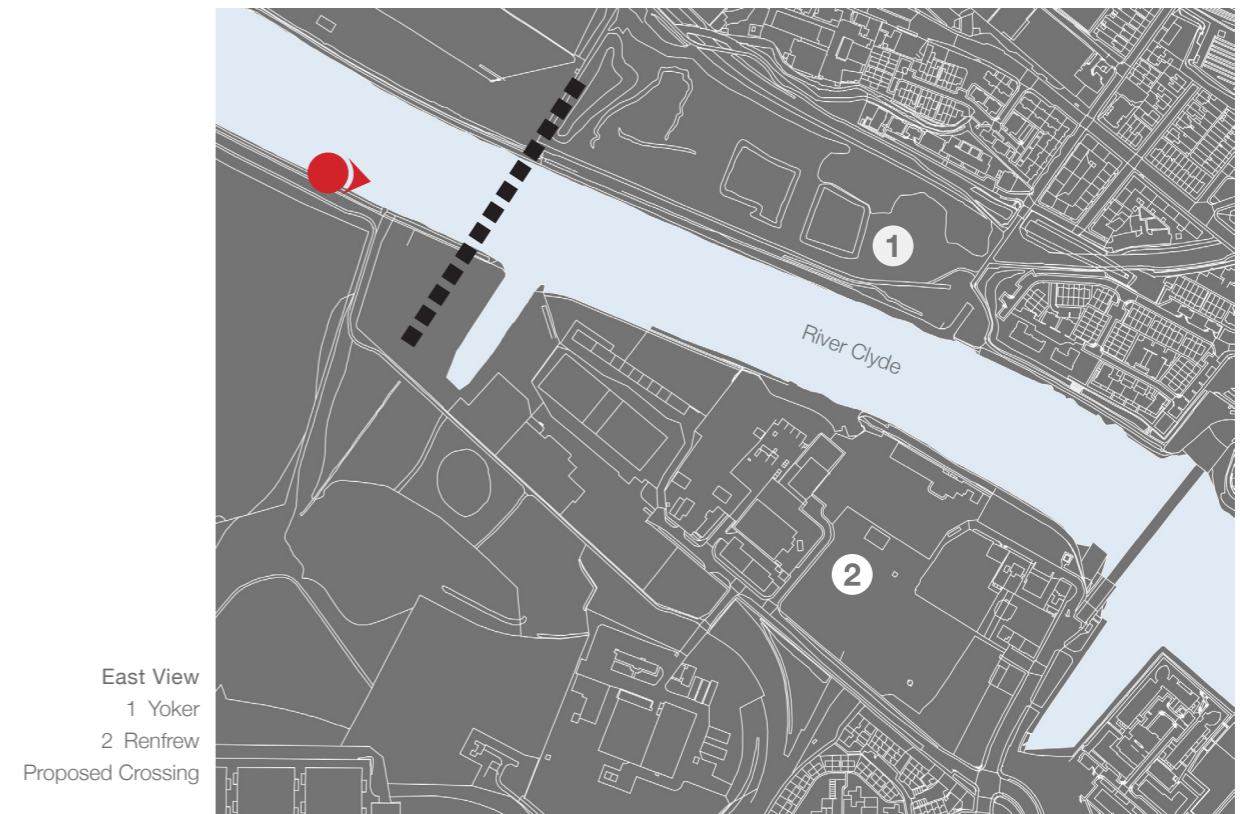 1
River Clyde
2
East View
1 Yoker
2 Renfrew
Proposed Crossing